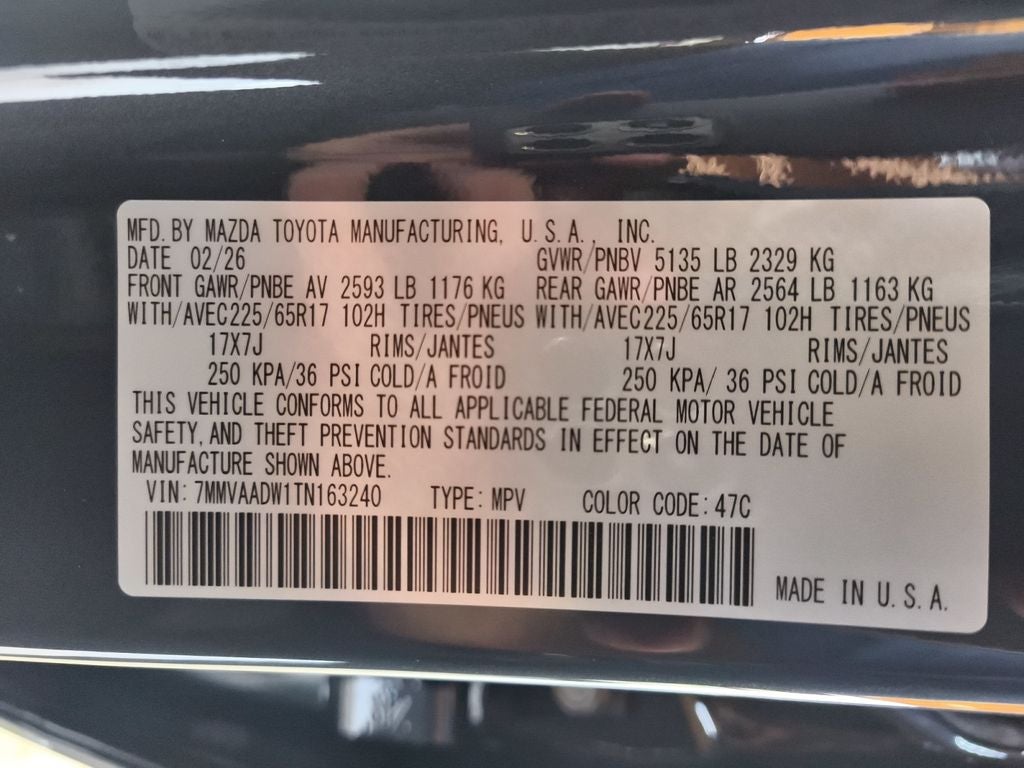 MFD. BY MAZDA TOYOTA MANUFACTURING, U.S.A., INC.
DATE 02/26 GVWR/PNBV 5135 LB 2329 KG
FRONT GAWR/PNBE AV 2593 LB 1176 KG REAR GAWR/PNBE AR 2564 LB 1163 KG
WITH/AVEC225/65R17 102H TIRES/PNEUS WITH/AVEC225/65R17 102H TIRES/PNEUS
17X7J RIMS/JANTES 17X7J RIMS/JANTES
250 KPA/36 PSI COLD/A FROID 250 KPA/ 36 PSI COLD/A FROID
THIS VEHICLE CONFORMS TO ALL APPLICABLE FEDERAL MOTOR VEHICLE
SAFETY, AND THEFT PREVENTION STANDARDS IN EFFECT ON THE DATE OF
MANUFACTURE SHOWN ABOVE.
VIN: 7MMVAADW1TN163240 TYPE: MPV COLOR CODE: 47C
MADE IN U.S.A.